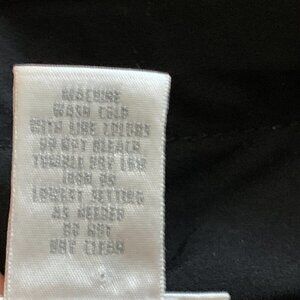 MACHINE
WASH COLD
WITH LIKE COLORS
DO NOT BLEACH
TUMBLE DRY LOW
IRON ON
LOWEST SETTING
AS NEEDED
DO NOT
DRY CLEAN